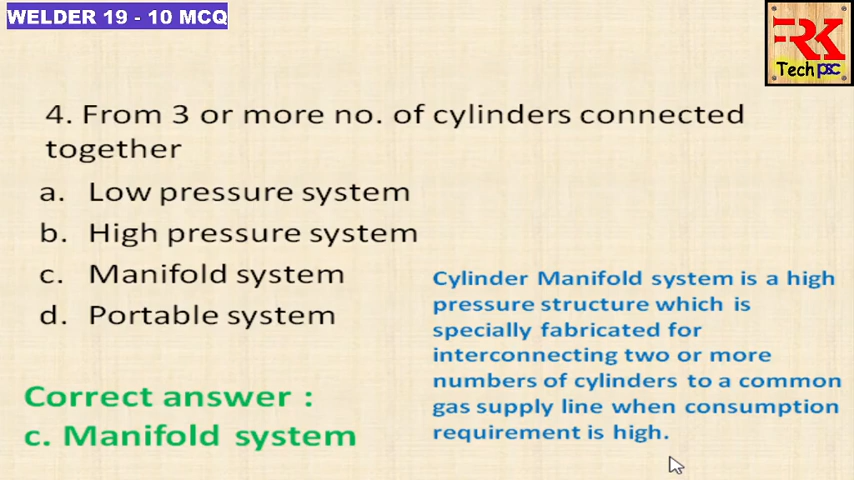 WELDER 19 - 10 MCQ
RK
Tech psc
4. From 3 or more no. of cylinders connected
together
a. Low pressure system
b. High pressure system
c. Manifold system
d. Portable system
Cylinder Manifold system is a high
pressure structure which is
specially fabricated for
interconnecting two or more
numbers of cylinders to a common
gas supply line when consumption
requirement is high.
Correct answer :
c. Manifold system